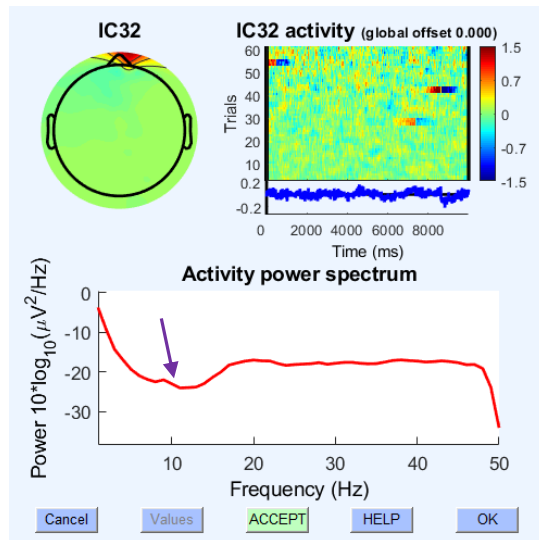 IC32
IC32 activity (global offset 0.000)
Trials
60
50
40
30
20
10
1.5
0.7
0
-0.7
-1.5
0.2
-0.2
0 2000 4000 6000 8000
Time (ms)
Activity power spectrum
Power 10*log10(μV²/Hz)
0
-10
-20
-30
10 20 30 40 50
Frequency (Hz)
Cancel Values ACCEPT HELP OK